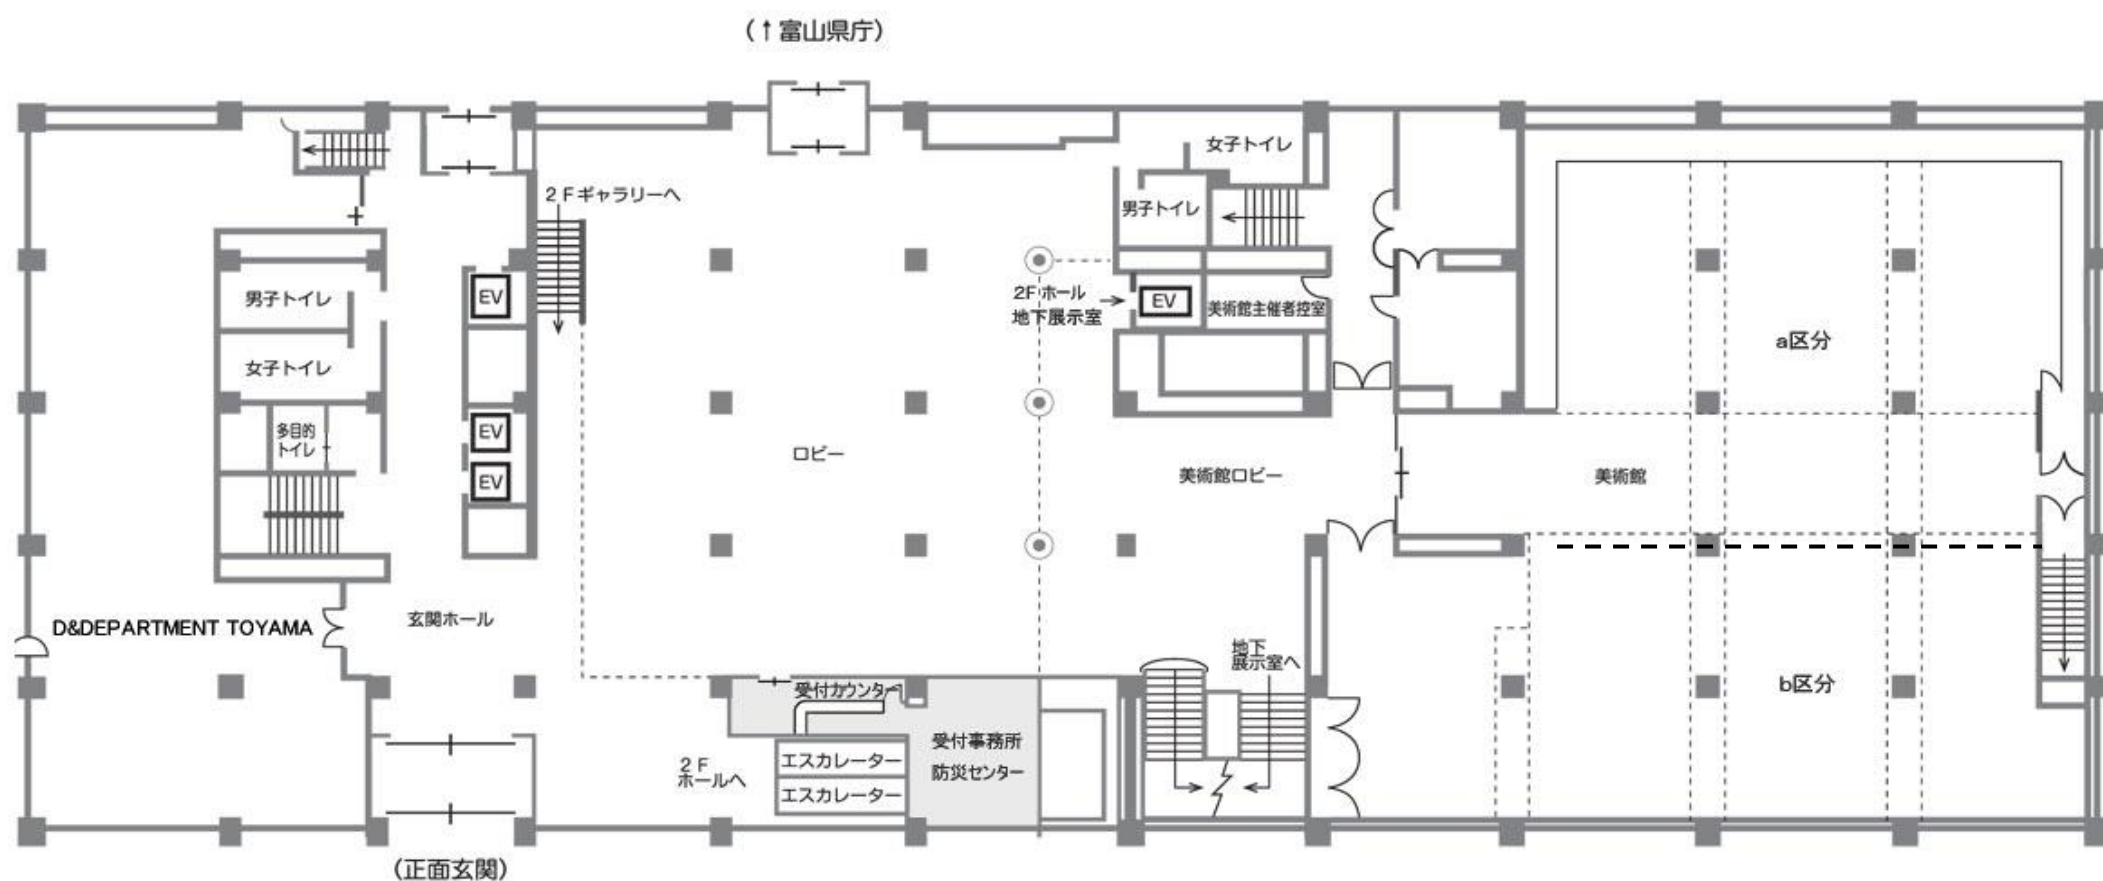 (↑富山県庁)
女子トイレ
2Fギャラリーへ
男子トイレ
EV
男子トイレ
2Fホール
地下展示室
EV
美術館主催者控室
a区分
女子トイレ
多目的
トイレ
EV
EV
ロビー
美術館ロビー
美術館
D&DEPARTMENT TOYAMA
玄関ホール
地下
展示室へ
b区分
受付カウンター
2F
ホールへ
エスカレーター
エスカレーター
受付事務所
防災センター
(正面玄関)